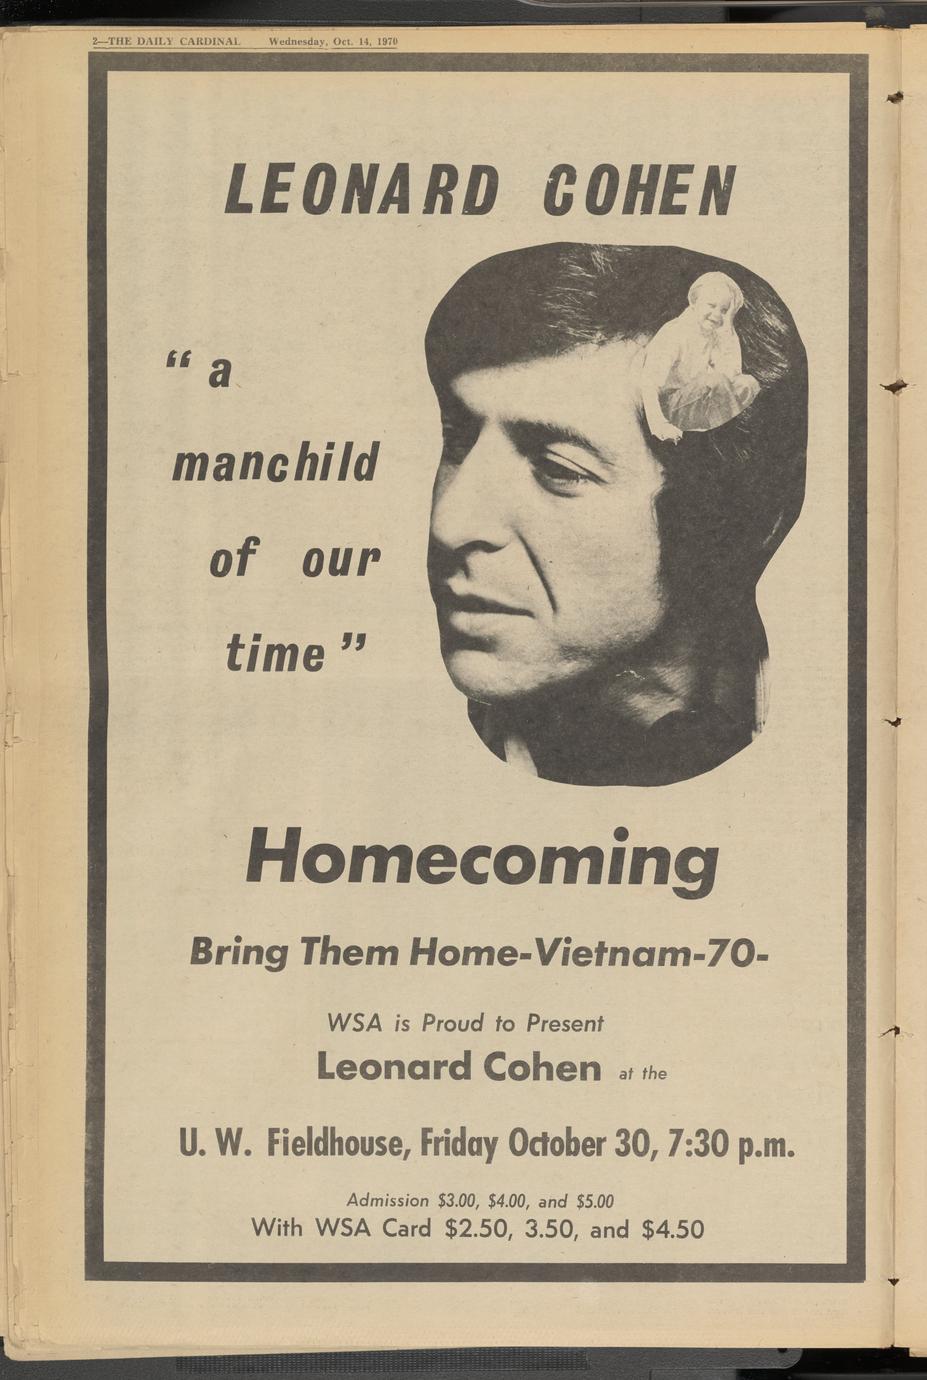 2—THE DAILY CARDINAL Wednesday, Oct. 14, 1970
LEONARD COHEN
“ a
manchild
of our
time ”
Homecoming
Bring Them Home-Vietnam-70-
WSA is Proud to Present
Leonard Cohen at the
U. W. Fieldhouse, Friday October 30, 7:30 p.m.
Admission $3.00, $4.00, and $5.00
With WSA Card $2.50, 3.50, and $4.50